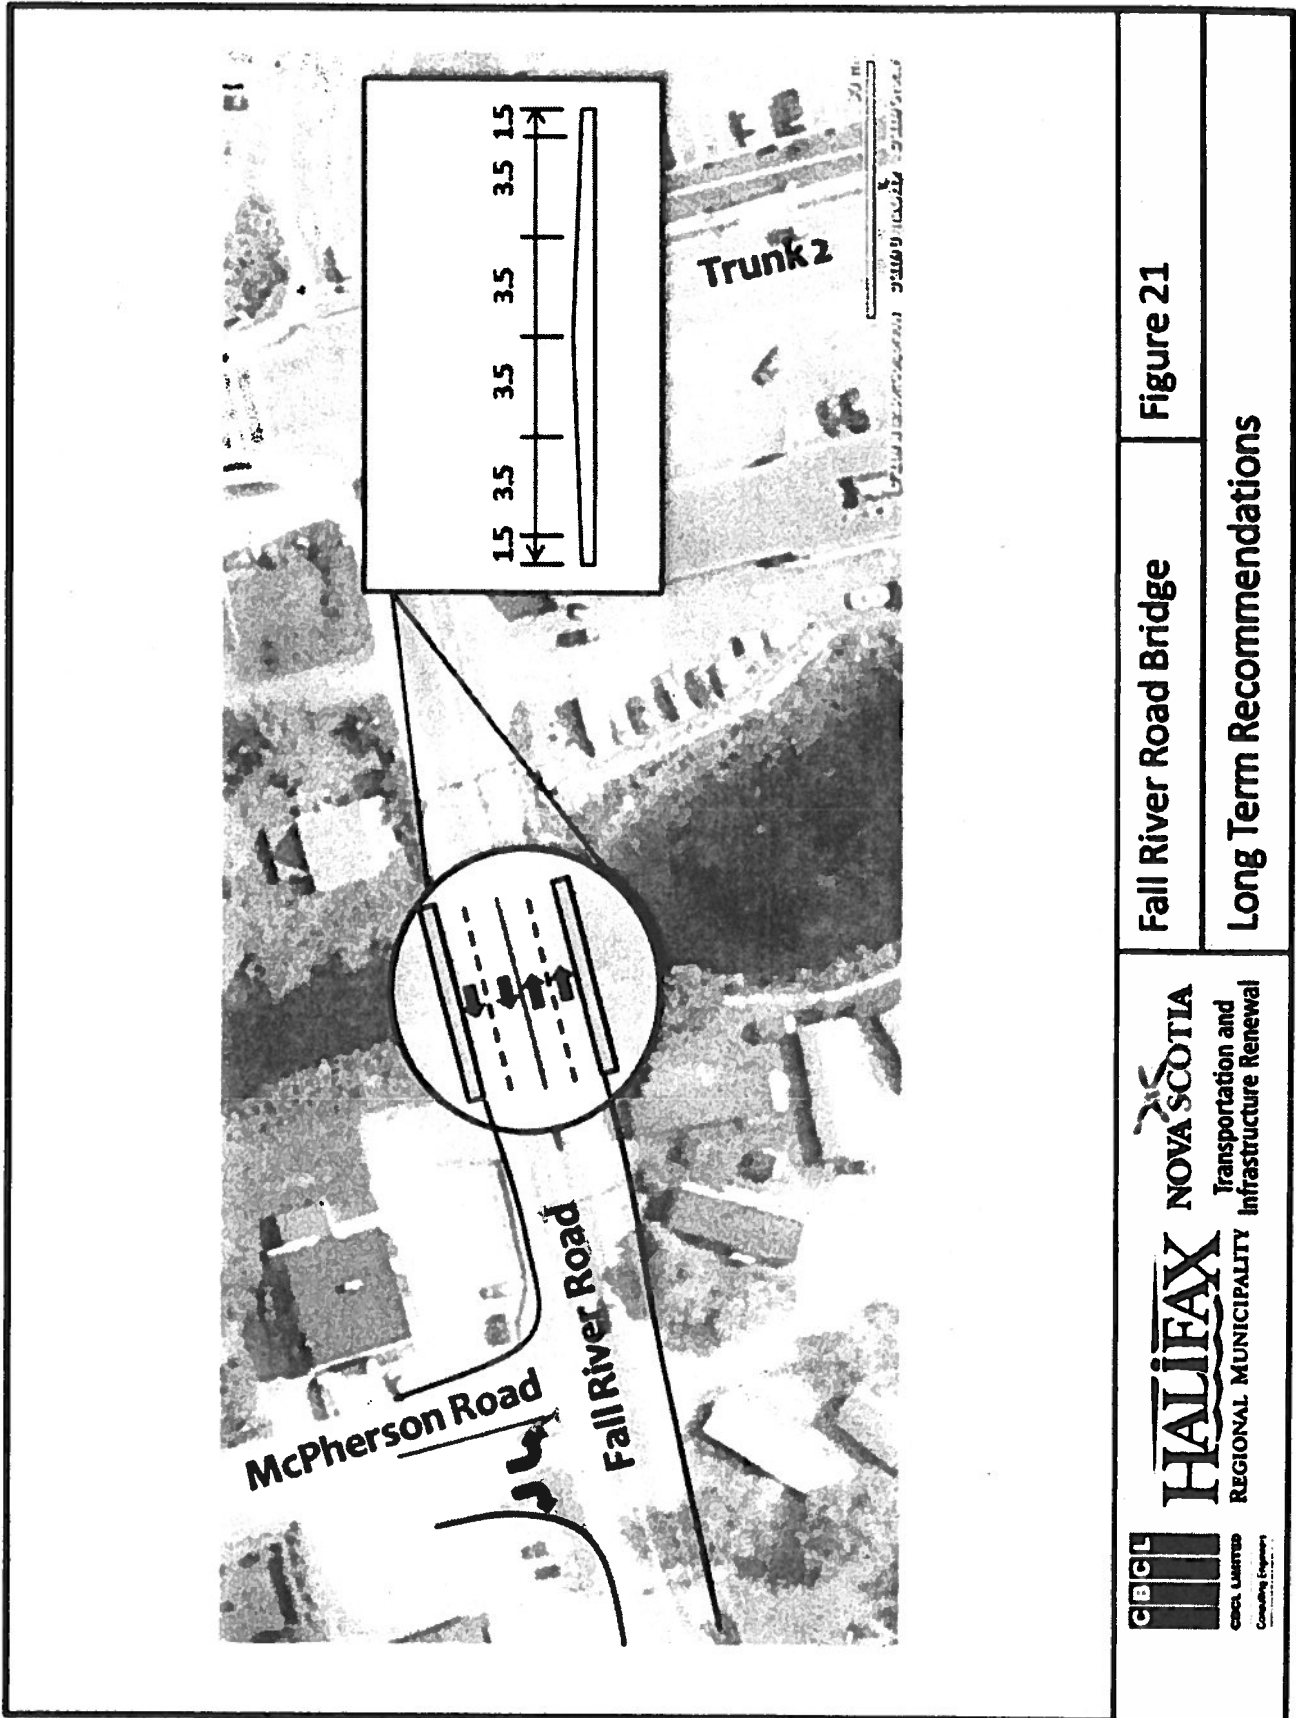 1.5 3.5 3.5 3.5 3.5 1.5
McPherson Road
Fall River Road
Trunk 2
CBCL
CBCL LIMITED
Consulting Engineers
HALIFAX
REGIONAL MUNICIPALITY
NOVA SCOTIA
Transportation and
Infrastructure Renewal
Fall River Road Bridge
Figure 21
Long Term Recommendations